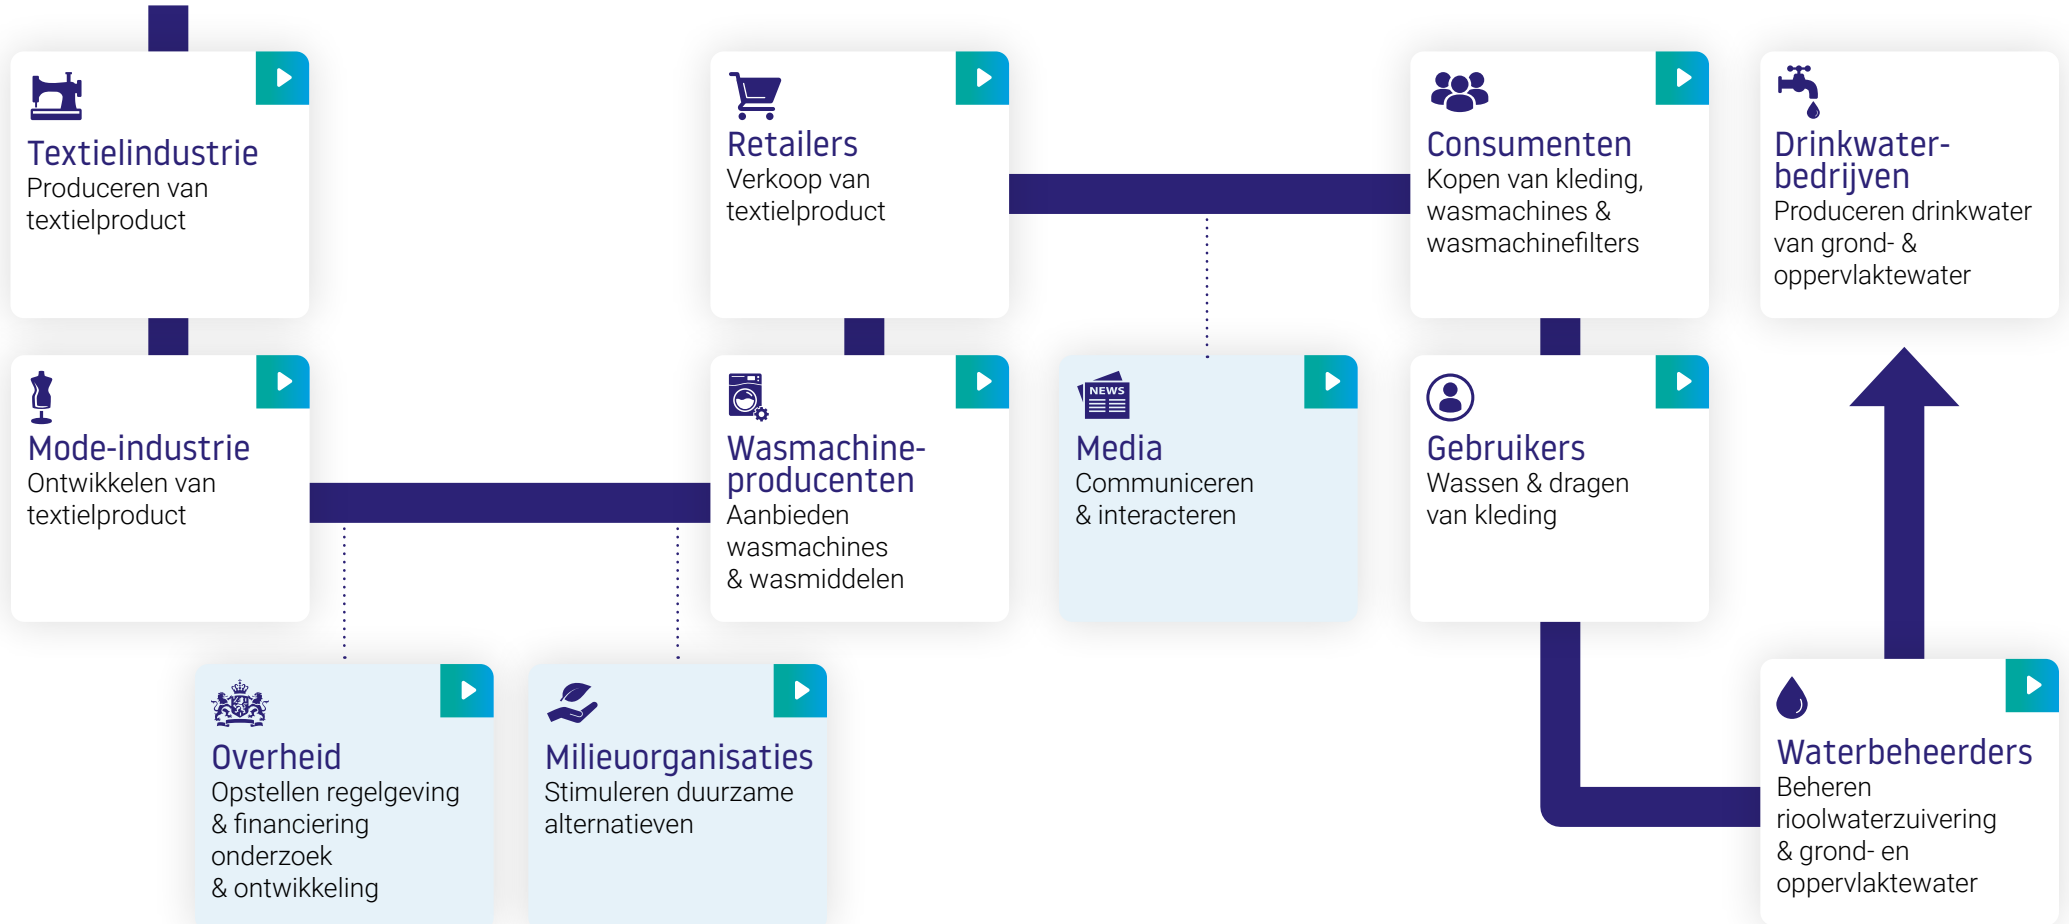 Textielindustrie
Produceren van
textielproduct
Retailers
Verkoop van
textielproduct
Consumenten
Kopen van kleding,
wasmachines &
wasmachinefilters
Drinkwater-
bedrijven
Produceren drinkwater
van grond- &
oppervlaktewater
Mode-industrie
Ontwikkelen van
textielproduct
Wasmachine-
producenten
Aanbieden
wasmachines
& wasmiddelen
NEWS
Media
Communiceren
& interacteren
Gebruikers
Wassen & dragen
van kleding
Overheid
Opstellen regelgeving
& financiering
onderzoek
& ontwikkeling
Milieuorganisaties
Stimuleren duurzame
alternatieven
Waterbeheerders
Beheren
rioolwaterzuivering
& grond- en
oppervlaktewater